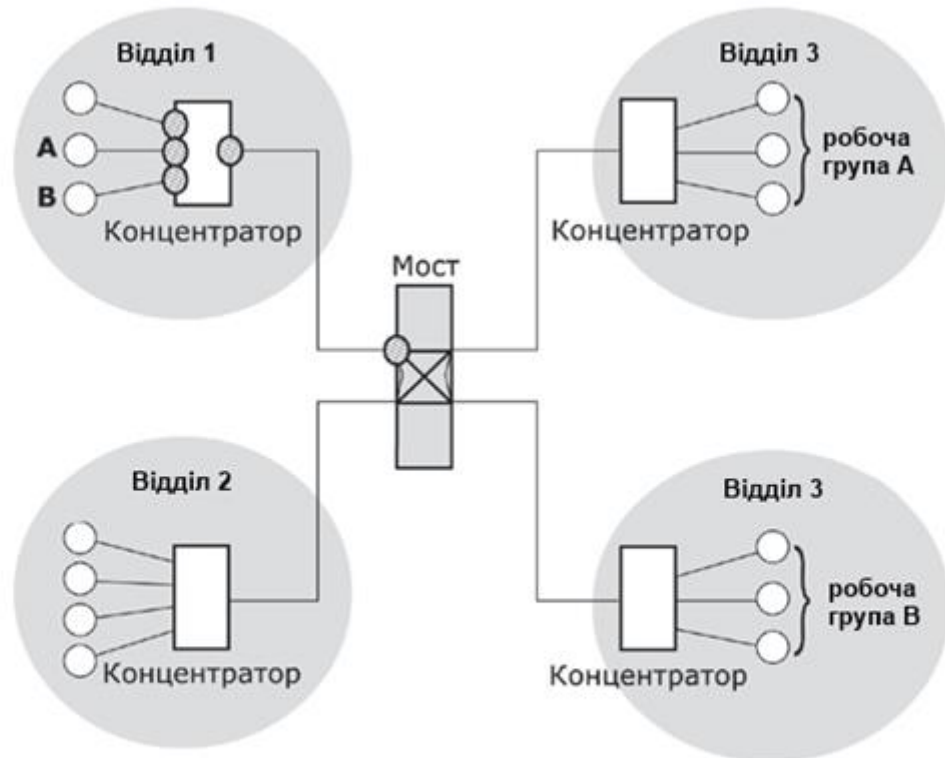 Відділ 1
А
В
Концентратор
Відділ 3
робоча
група А
Концентратор
Мост
Відділ 2
Концентратор
Відділ 3
робоча
група В
Концентратор